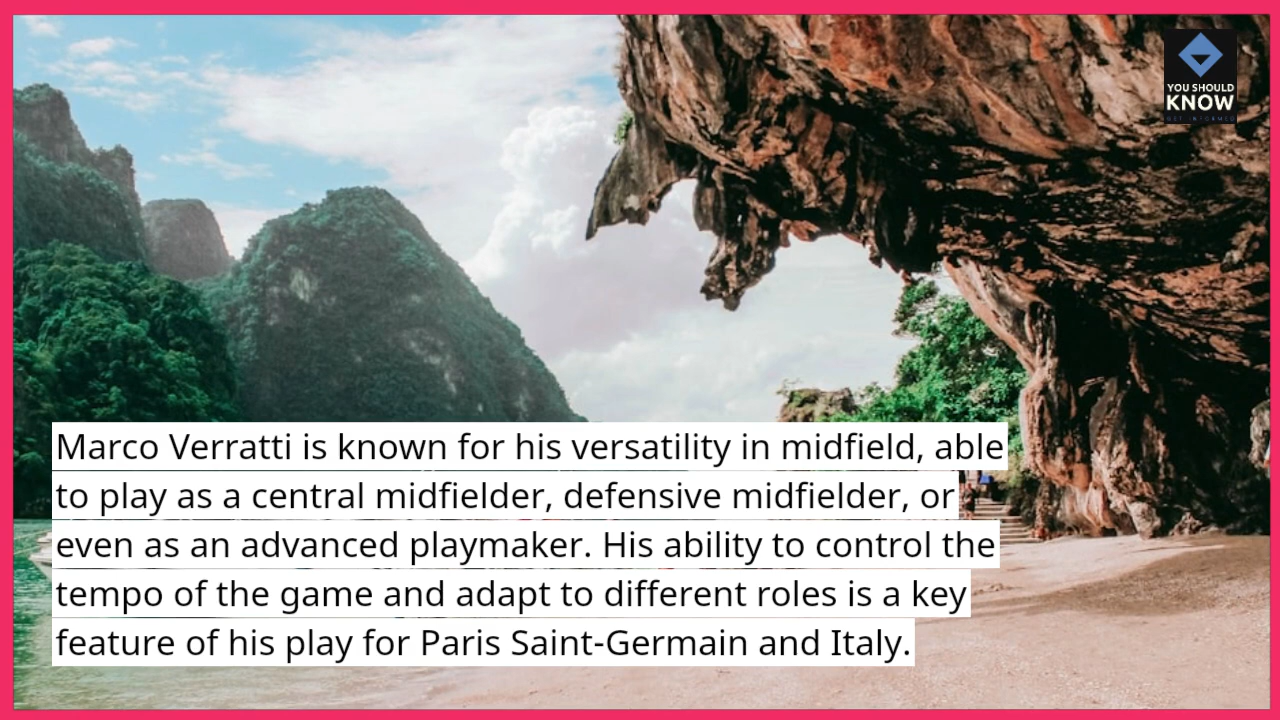 YOU SHOULD
KNOW
GET INFORMED
Marco Verratti is known for his versatility in midfield, able
to play as a central midfielder, defensive midfielder, or
even as an advanced playmaker. His ability to control the
tempo of the game and adapt to different roles is a key
feature of his play for Paris Saint-Germain and Italy.